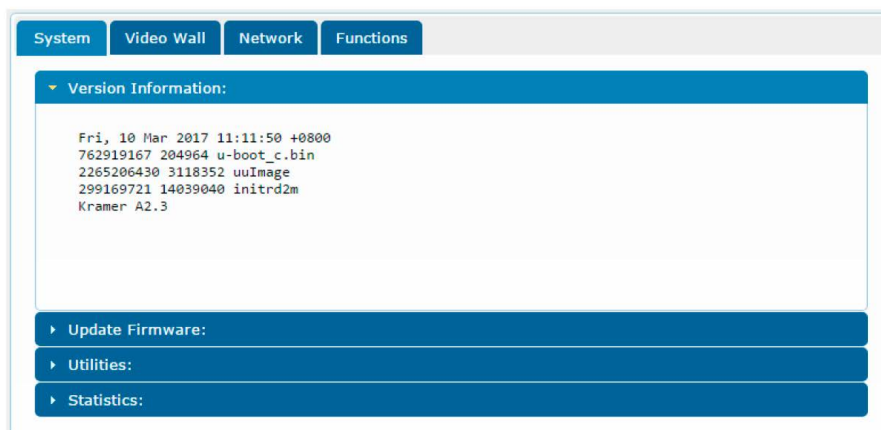 System Video Wall Network Functions
Version Information:
Fri, 10 Mar 2017 11:11:50 +0800
762919167 204964 u-boot_c.bin
2265206430 3118352 uuImage
299169721 14039040 initrd2m
Kramer A2.3
Update Firmware:
Utilities:
Statistics: